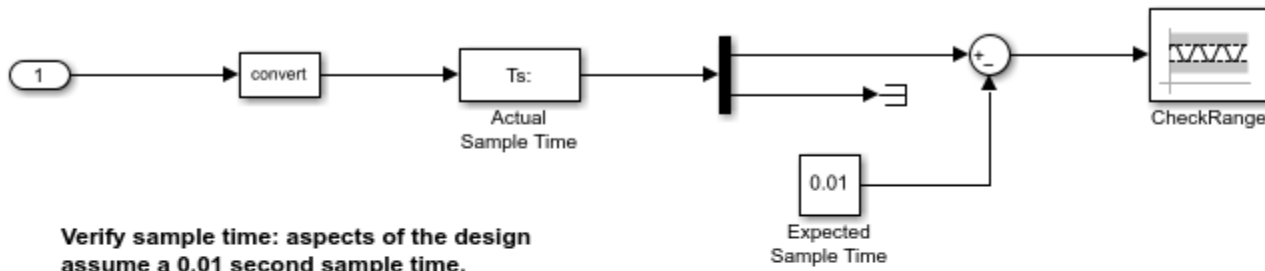 1
convert
Ts:
Actual
Sample Time
+
_
CheckRange
0.01
Expected
Sample Time
Verify sample time: aspects of the design
assume a 0.01 second sample time.